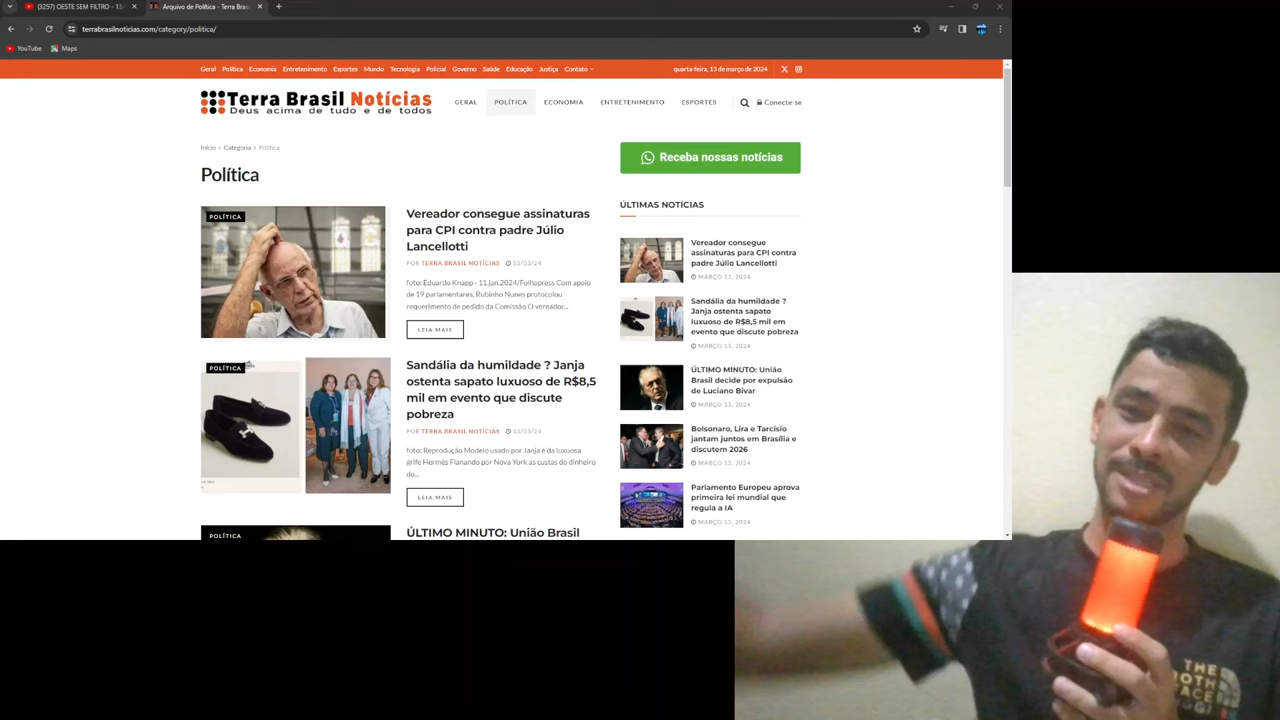 (3257) OESTE SEM FILTRO - 13
Arquivo de Política - Terra Bras
terrabrasilnoticias.com/category/politica/
YouTube Maps
Geral Política Economia Entretenimento Esportes Mundo Tecnologia Policial Governo Saúde Educação Justiça Contato quarta-feira, 13 de março de 2024
Terra Brasil Notícias
Deus acima de tudo e de todos
GERAL POLÍTICA ECONOMIA ENTRETENIMENTO ESPORTES Conecte-se
Início > Categoria > Política
Política
Receba nossas notícias
POLÍTICA
Vereador consegue assinaturas
para CPI contra padre Júlio
Lancellotti
POR TERRA BRASIL NOTÍCIAS 13/03/24
foto: Eduardo Knapp - 11.jan.2024/Folhapress Com apoio
de 19 parlamentares, Rubinho Nunes protocolou
requerimento de pedido da Comissão O vereador...
LEIA MAIS
POLÍTICA
Sandália da humildade ? Janja
ostenta sapato luxuoso de R$8,5
mil em evento que discute
pobreza
POR TERRA BRASIL NOTÍCIAS 13/03/24
foto: Reprodução Modelo usado por Janja é da luxuosa
grife Hermès Flanando por Nova York as custas do dinheiro
do...
LEIA MAIS
POLÍTICA
ÚLTIMO MINUTO: União Brasil
ÚLTIMAS NOTÍCIAS
Vereador consegue
assinaturas para CPI contra
padre Júlio Lancellotti
MARÇO 13, 2024
Sandália da humildade ?
Janja ostenta sapato
luxuoso de R$8,5 mil em
evento que discute pobreza
MARÇO 13, 2024
ÚLTIMO MINUTO: União
Brasil decide por expulsão
de Luciano Bivar
MARÇO 13, 2024
Bolsonaro, Lira e Tarcísio
jantam juntos em Brasília e
discutem 2026
MARÇO 13, 2024
Parlamento Europeu aprova
primeira lei mundial que
regula a IA
MARÇO 13, 2024
THE